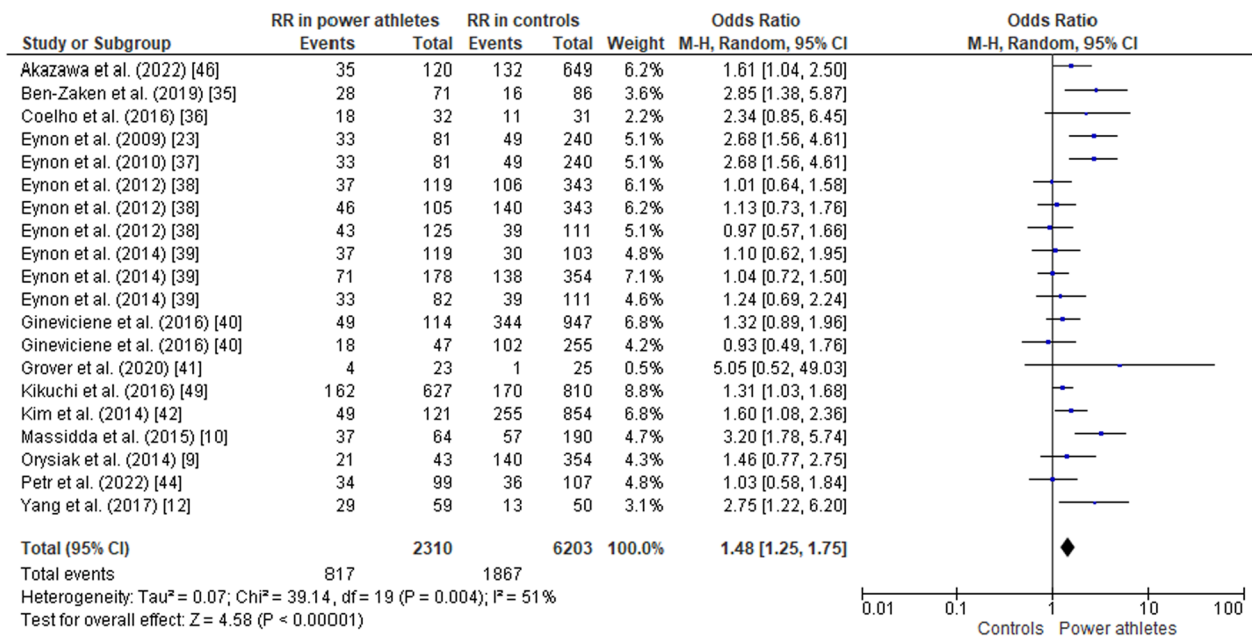 RR in power athletes RR in controls Odds Ratio Odds Ratio
Study or Subgroup Events Total Events Total Weight M-H, Random, 95% CI M-H, Random, 95% CI
Akazawa et al. (2022) [46] 35 120 132 649 6.2% 1.61 [1.04, 2.50]
Ben-Zaken et al. (2019) [35] 28 71 16 86 3.6% 2.85 [1.38, 5.87]
Coelho et al. (2016) [36] 18 32 11 31 2.2% 2.34 [0.85, 6.45]
Eynon et al. (2009) [23] 33 81 49 240 5.1% 2.68 [1.56, 4.61]
Eynon et al. (2010) [37] 33 81 49 240 5.1% 2.68 [1.56, 4.61]
Eynon et al. (2012) [38] 37 119 106 343 6.1% 1.01 [0.64, 1.58]
Eynon et al. (2012) [38] 46 105 140 343 6.2% 1.13 [0.73, 1.76]
Eynon et al. (2012) [38] 43 125 39 111 5.2% 0.97 [0.57, 1.66]
Eynon et al. (2014) [39] 37 119 30 103 4.8% 1.10 [0.62, 1.95]
Eynon et al. (2014) [39] 71 178 138 354 7.1% 1.04 [0.72, 1.50]
Eynon et al. (2014) [39] 33 82 39 111 4.6% 1.24 [0.69, 2.24]
Gineviciene et al. (2016) [40] 49 114 344 947 6.8% 1.32 [0.89, 1.96]
Gineviciene et al. (2016) [40] 18 47 102 255 4.2% 0.93 [0.49, 1.76]
Grover et al. (2020) [41] 4 23 1 25 0.5% 5.05 [0.52, 49.03]
Kikuchi et al. (2016) [49] 162 627 170 810 8.8% 1.31 [1.03, 1.68]
Kim et al. (2014) [42] 49 121 255 854 6.8% 1.60 [1.08, 2.36]
Massidda et al. (2015) [10] 37 64 57 190 4.7% 3.20 [1.78, 5.74]
Orysiak et al. (2014) [9] 21 43 140 354 4.3% 1.46 [0.77, 2.75]
Petr et al. (2022) [44] 34 99 36 107 4.7% 1.03 [0.58, 1.84]
Yang et al. (2017) [12] 29 59 13 50 3.1% 2.75 [1.22, 6.20]
Total (95% CI) 2310 6203 100.0% 1.48 [1.25, 1.75]
Total events 817 1867
Heterogeneity: Tau² = 0.07; Chi² = 39.14, df = 19 (P = 0.004); I² = 51%
Test for overall effect: Z = 4.58 (P < 0.00001)
0.01 0.1 1 10 100
Controls Power athletes